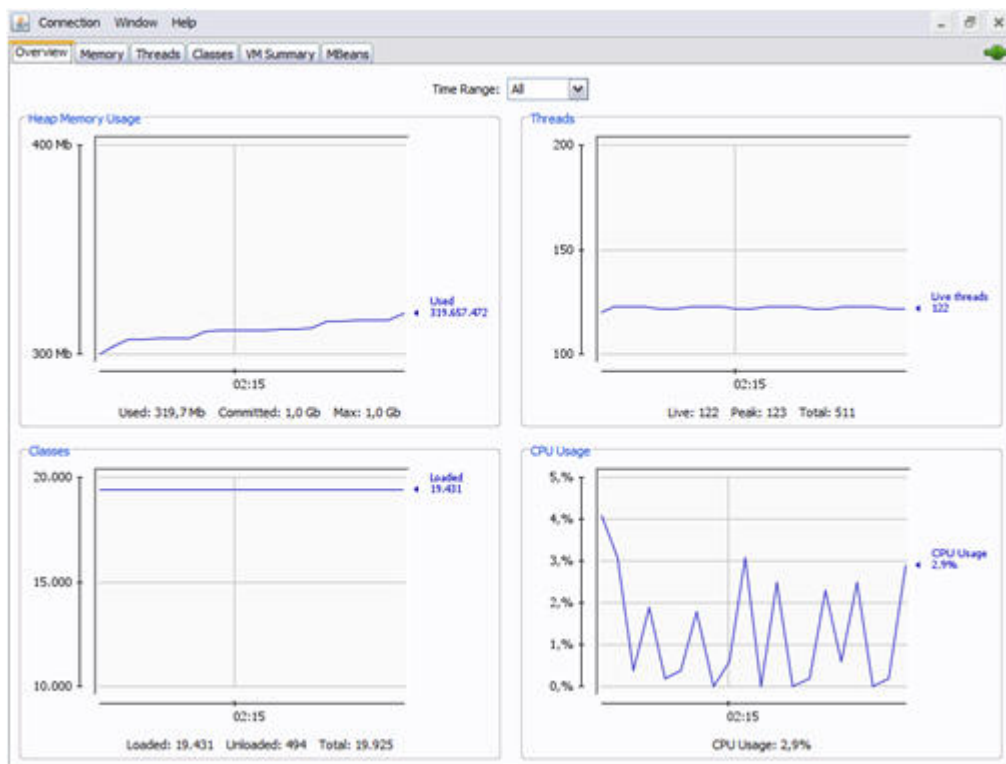 Connection Window Help
Overview Memory Threads Classes VM Summary MBeans
Time Range: All
Heap Memory Usage
400 Mb
300 Mb
Used
319.657.472
02:15
Used: 319,7 Mb Committed: 1,0 Gb Max: 1,0 Gb
Threads
200
150
100
Live threads
122
02:15
Live: 122 Peak: 123 Total: 511
Classes
20.000
15.000
10.000
Loaded
19.431
02:15
Loaded: 19.431 Unloaded: 494 Total: 19.925
CPU Usage
5,%
4,%
3,%
2,%
1,%
0,%
CPU Usage
2,9%
02:15
CPU Usage: 2,9%